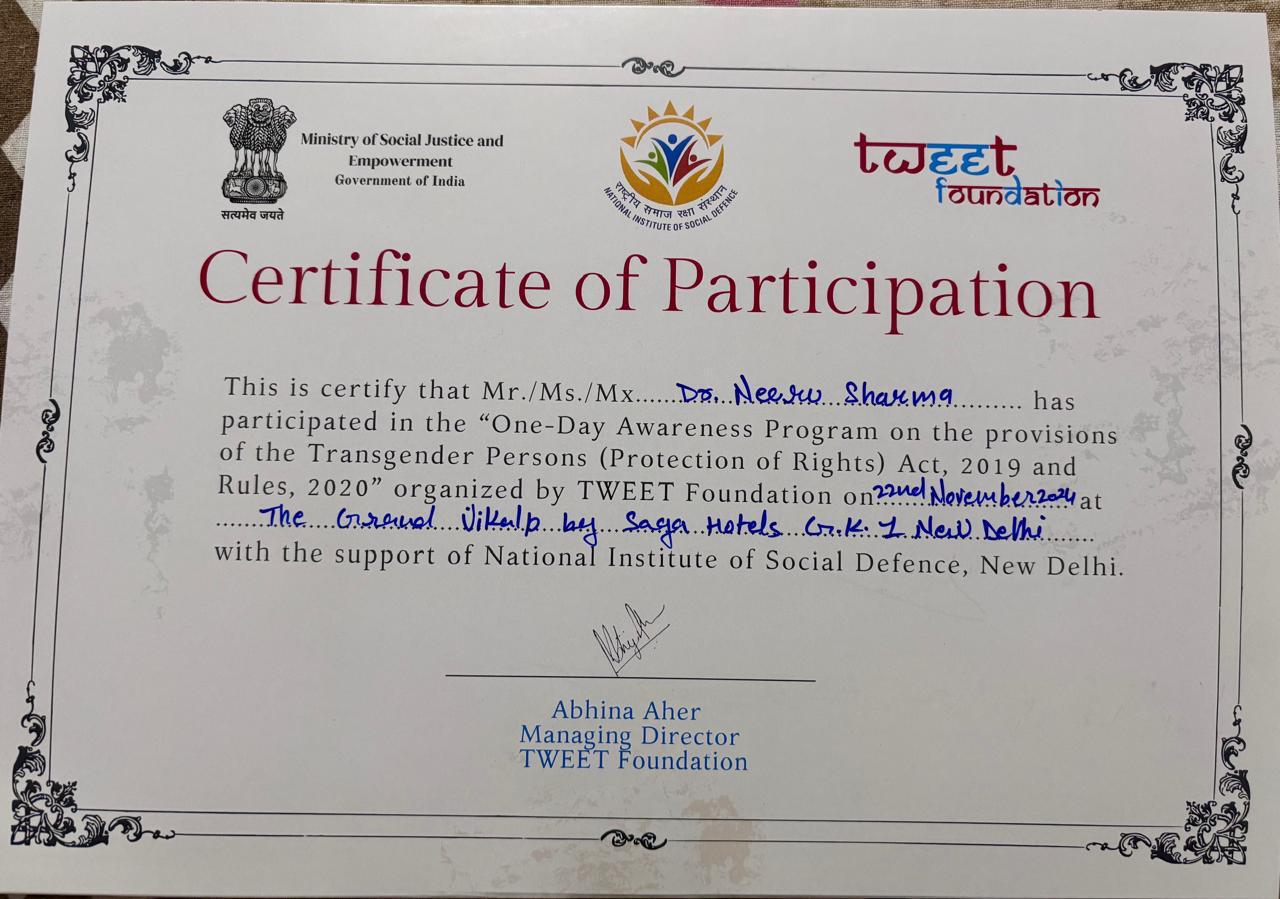 Ministry of Social Justice and
Empowerment
Government of India
सत्यमेव जयते
राष्ट्रीय समाज रक्षा संस्थान
NATIONAL INSTITUTE OF SOCIAL DEFENCE
tweet
foundation
Certificate of Participation
This is certify that Mr./Ms./Mx......Dr. Neeru Sharma.......... has
participated in the “One-Day Awareness Program on the provisions
of the Transgender Persons (Protection of Rights) Act, 2019 and
Rules, 2020” organized by TWEET Foundation on 22nd November 2024 at
.......The Grand Vikalp by Saga Hotels G.K. 1 New Delhi.......
with the support of National Institute of Social Defence, New Delhi.
Abhina Aher
Managing Director
TWEET Foundation